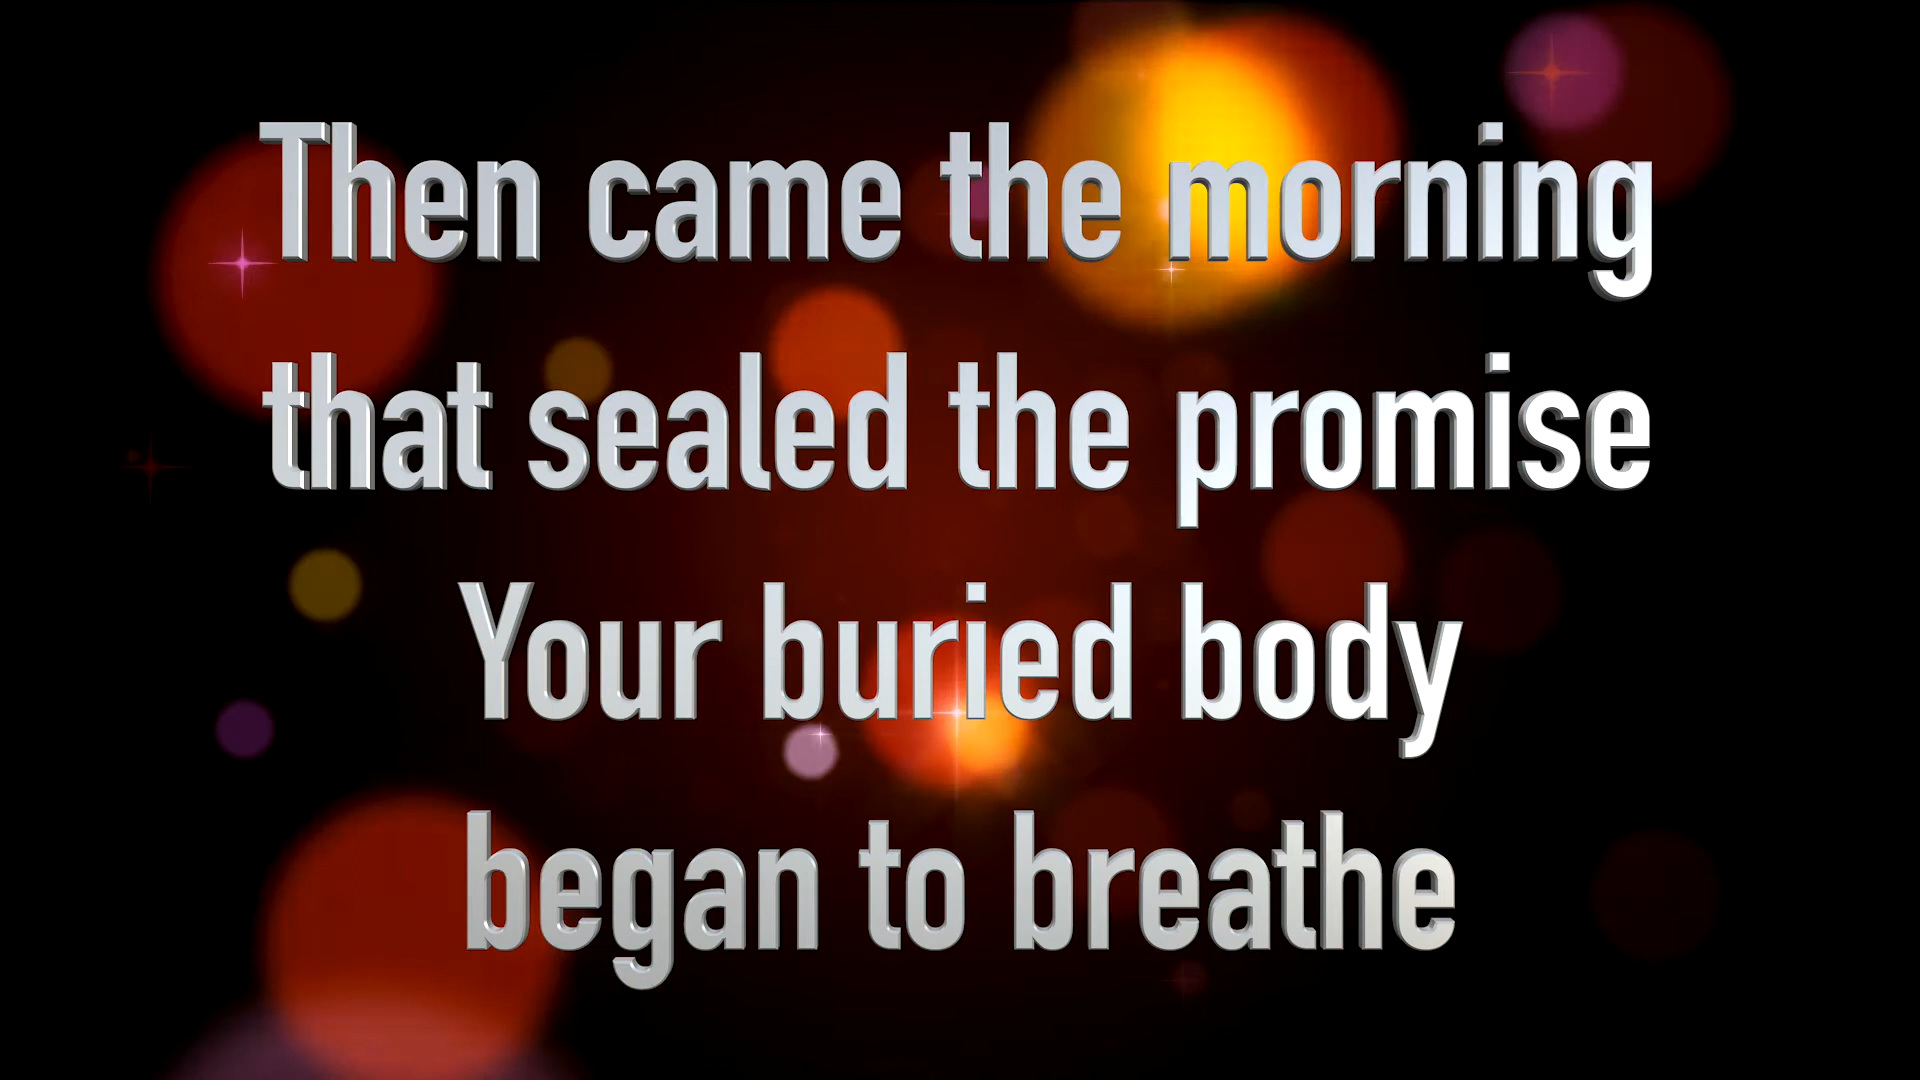 Then came the morning
that sealed the promise
Your buried body
began to breathe